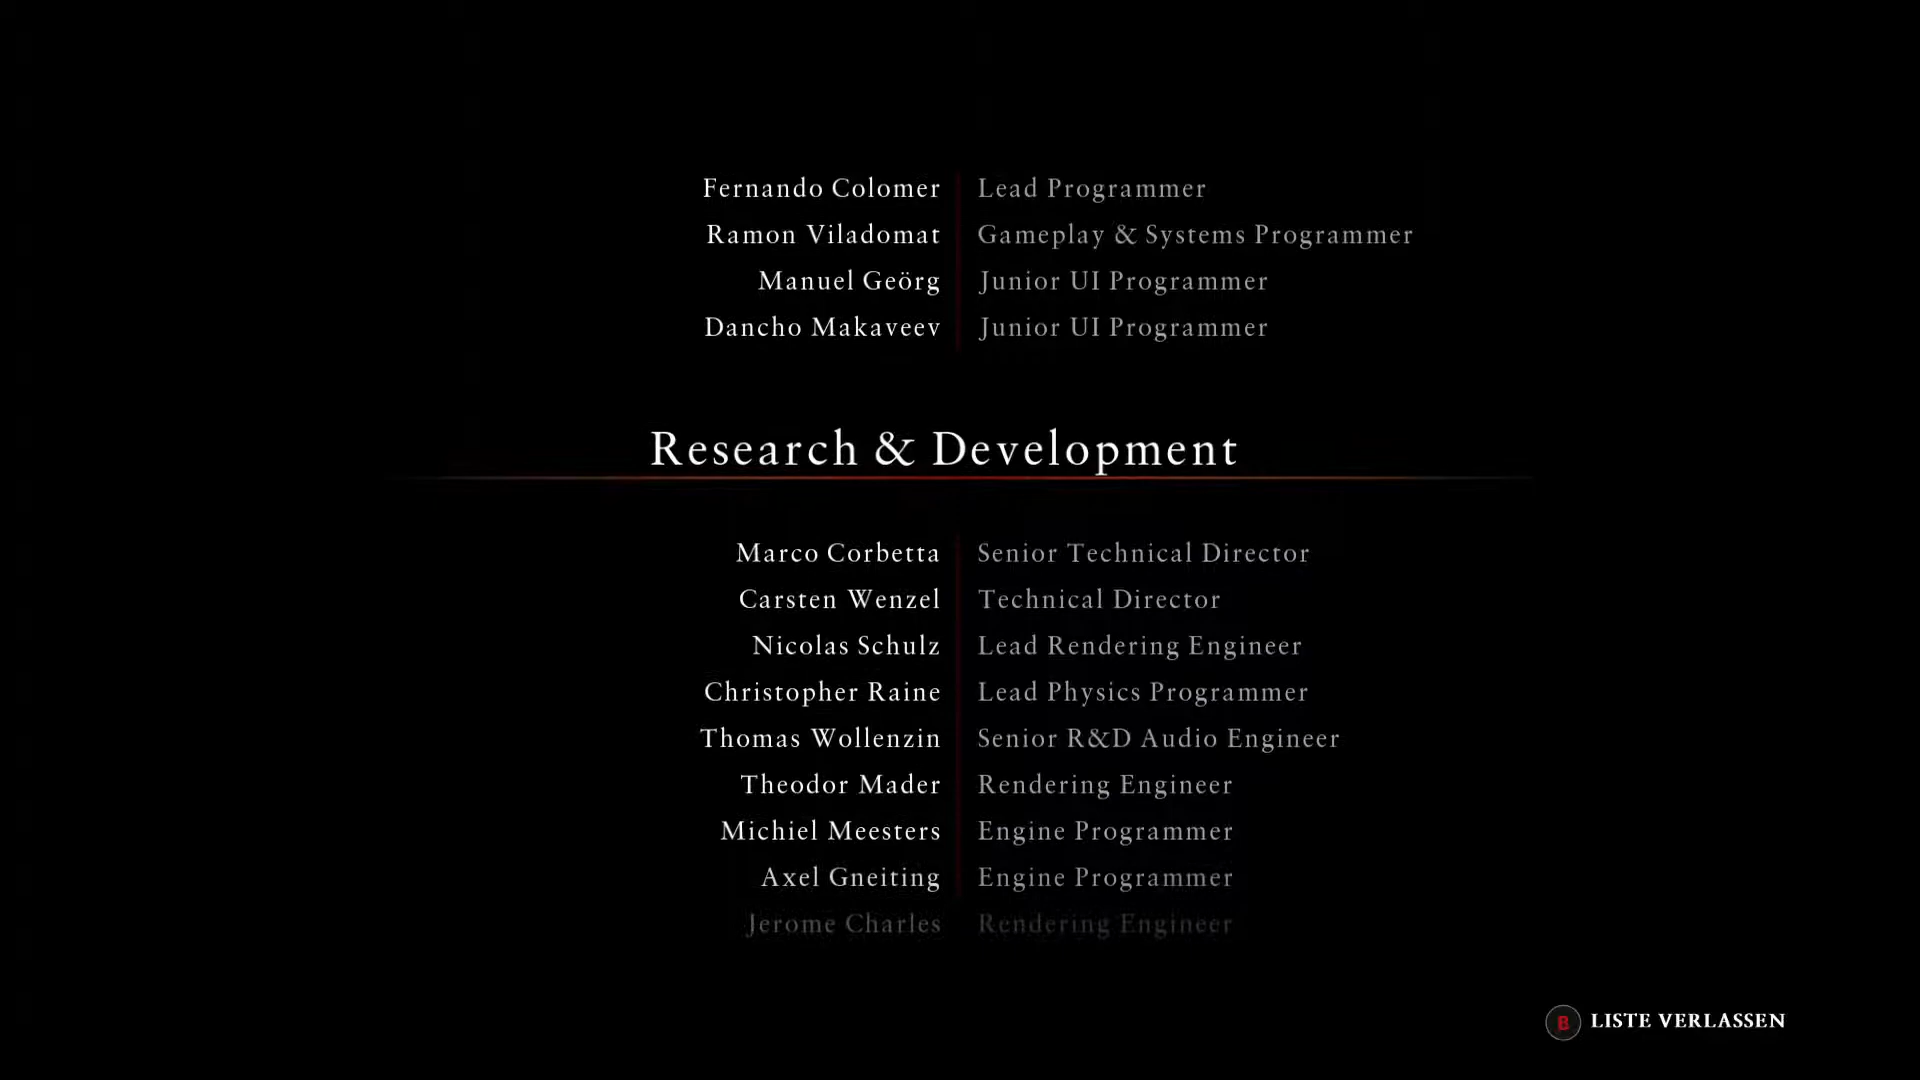 Fernando Colomer Lead Programmer
Ramon Viladomat Gameplay & Systems Programmer
Manuel Geörg Junior UI Programmer
Dancho Makaveev Junior UI Programmer
Research & Development
Marco Corbetta Senior Technical Director
Carsten Wenzel Technical Director
Nicolas Schulz Lead Rendering Engineer
Christopher Raine Lead Physics Programmer
Thomas Wollenzin Senior R&D Audio Engineer
Theodor Mader Rendering Engineer
Michiel Meesters Engine Programmer
Axel Gneiting Engine Programmer
Jerome Charles Rendering Engineer
B LISTE VERLASSEN